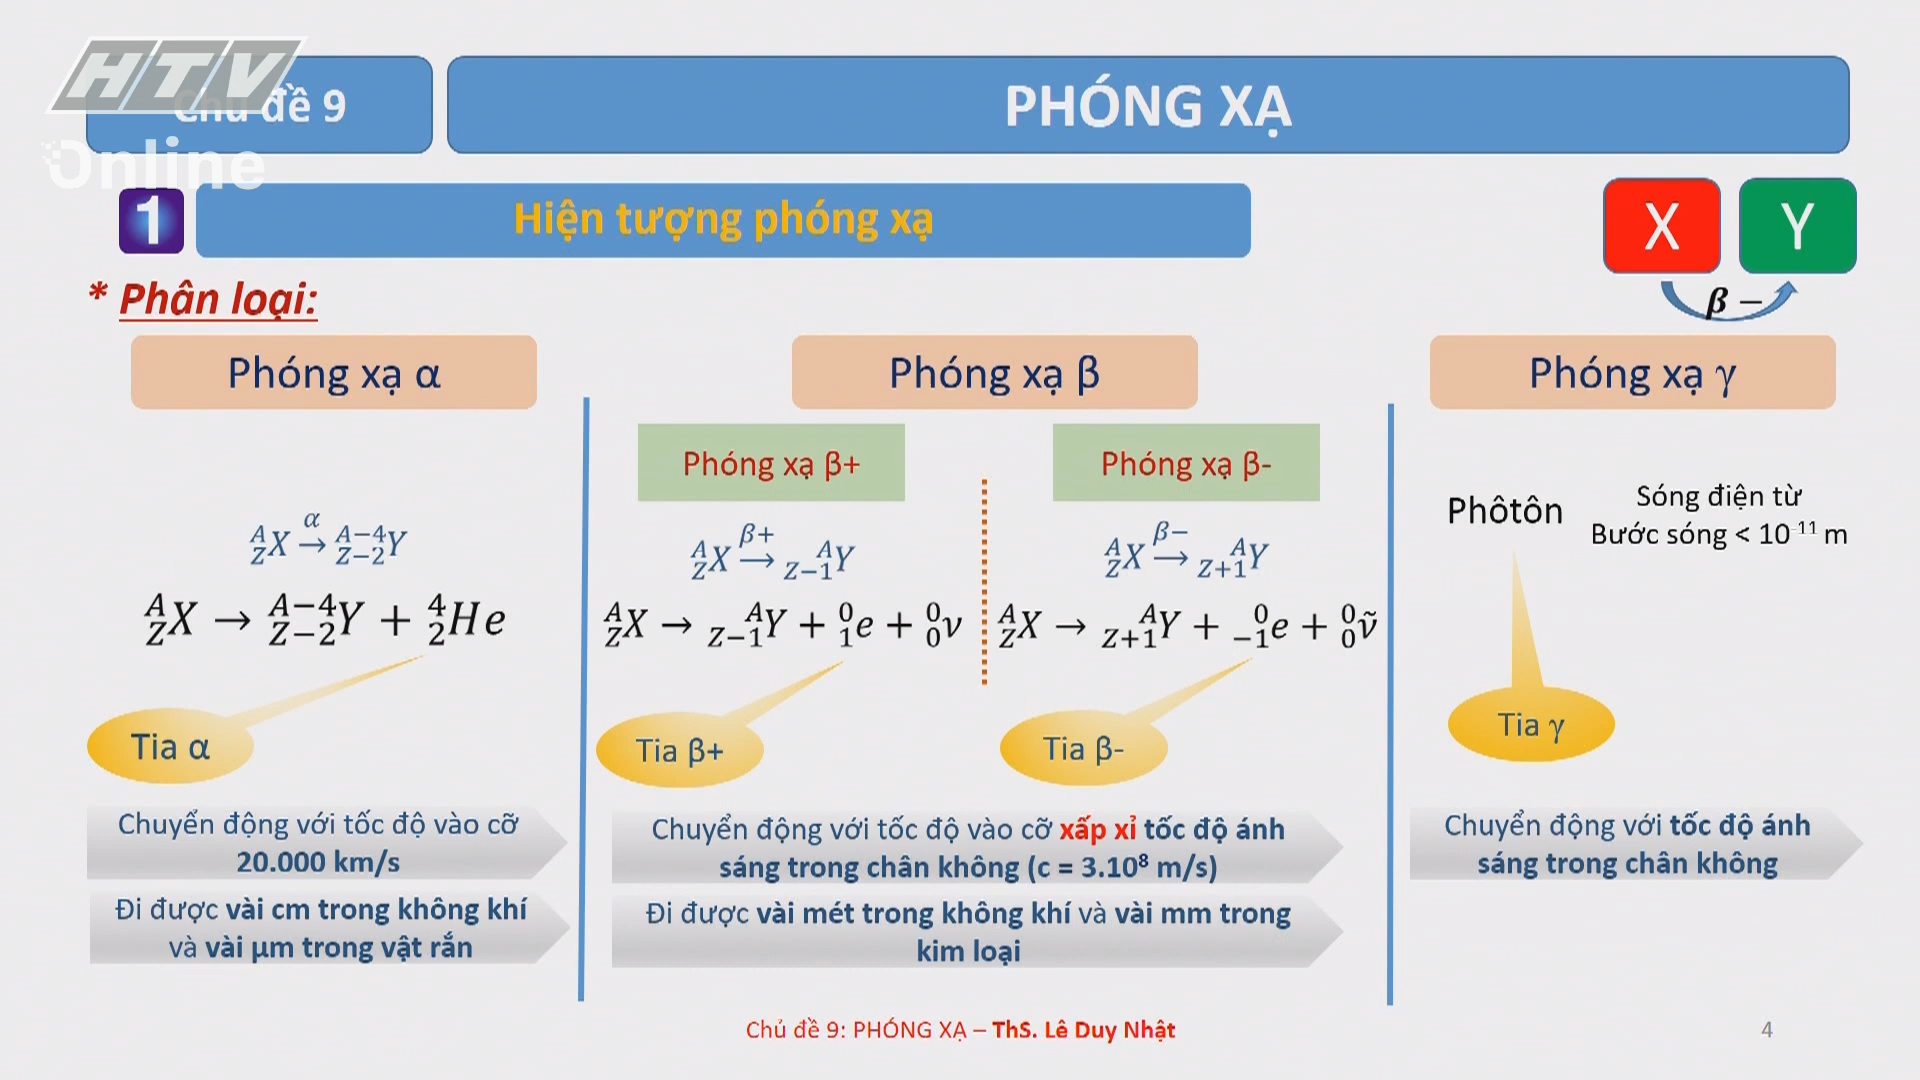 HTV
Online
Chủ đề 9
PHÓNG XẠ
1
Hiện tượng phóng xạ
X
Y
β −
* Phân loại:
Phóng xạ α
Phóng xạ β
Phóng xạ γ
Phóng xạ β+
Phóng xạ β-
Phôtôn
Sóng điện từ
Bước sóng < 10⁻¹¹ m
ᴬ_Z X →(α) ᴬ⁻⁴_Z₋₂ Y
ᴬ_Z X → ᴬ⁻⁴_Z₋₂ Y + ⁴₂He
ᴬ_Z X →(β+) ᴬ_Z₋₁ Y
ᴬ_Z X → ᴬ_Z₋₁ Y + ⁰₁e + ⁰₀ν
ᴬ_Z X →(β−) ᴬ_Z₊₁ Y
ᴬ_Z X → ᴬ_Z₊₁ Y + ⁰₋₁e + ⁰₀ν̃
Tia α
Tia β+
Tia β-
Tia γ
Chuyển động với tốc độ vào cỡ
20.000 km/s
Đi được vài cm trong không khí
và vài μm trong vật rắn
Chuyển động với tốc độ vào cỡ xấp xỉ tốc độ ánh
sáng trong chân không (c = 3.10⁸ m/s)
Đi được vài mét trong không khí và vài mm trong
kim loại
Chuyển động với tốc độ ánh
sáng trong chân không
Chủ đề 9: PHÓNG XẠ – ThS. Lê Duy Nhật
4